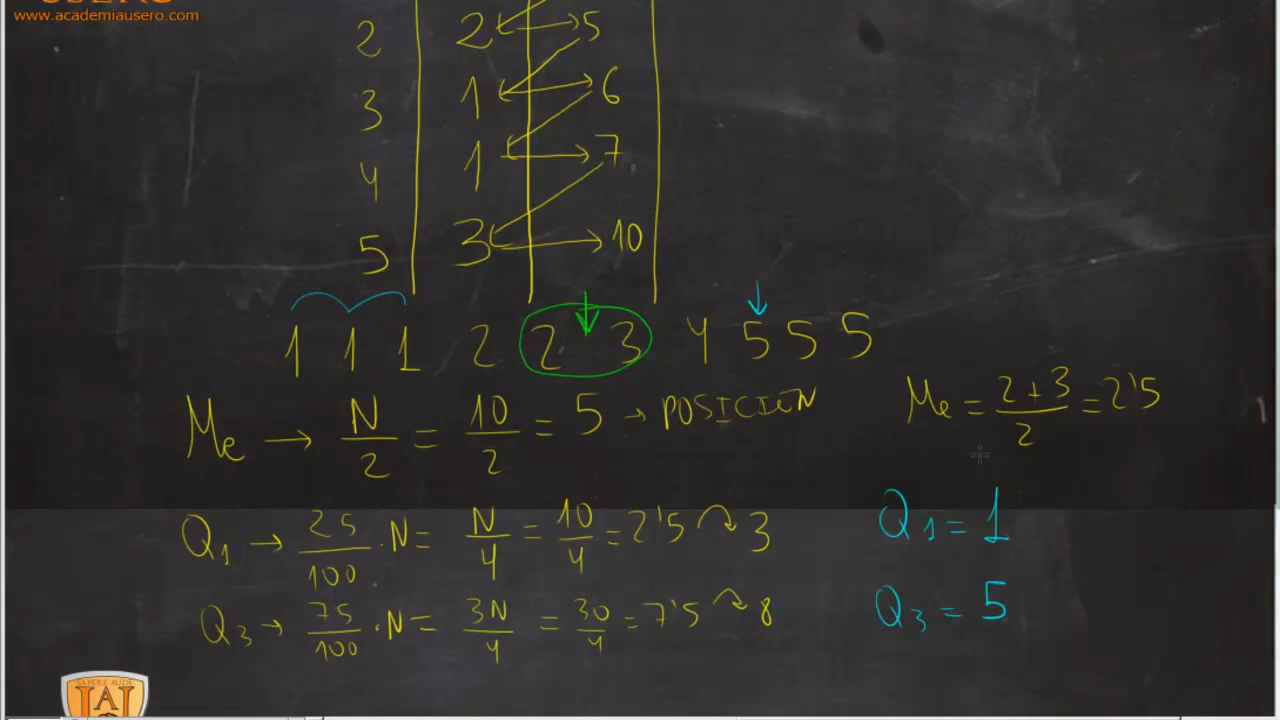 www.academiausero.com
2 2 5
3 1 6
4 1 7
5 3 10
1 1 1 2 2 3 4 5 5 5
Me → N/2 = 10/2 = 5 → POSICIÓN
Me = (2+3)/2 = 2'5
Q1 → 25/100 · N = N/4 = 10/4 = 2'5 ↷ 3
Q1 = 1
Q3 → 75/100 · N = 3N/4 = 30/4 = 7'5 ↷ 8
Q3 = 5
SAPERE AUDE